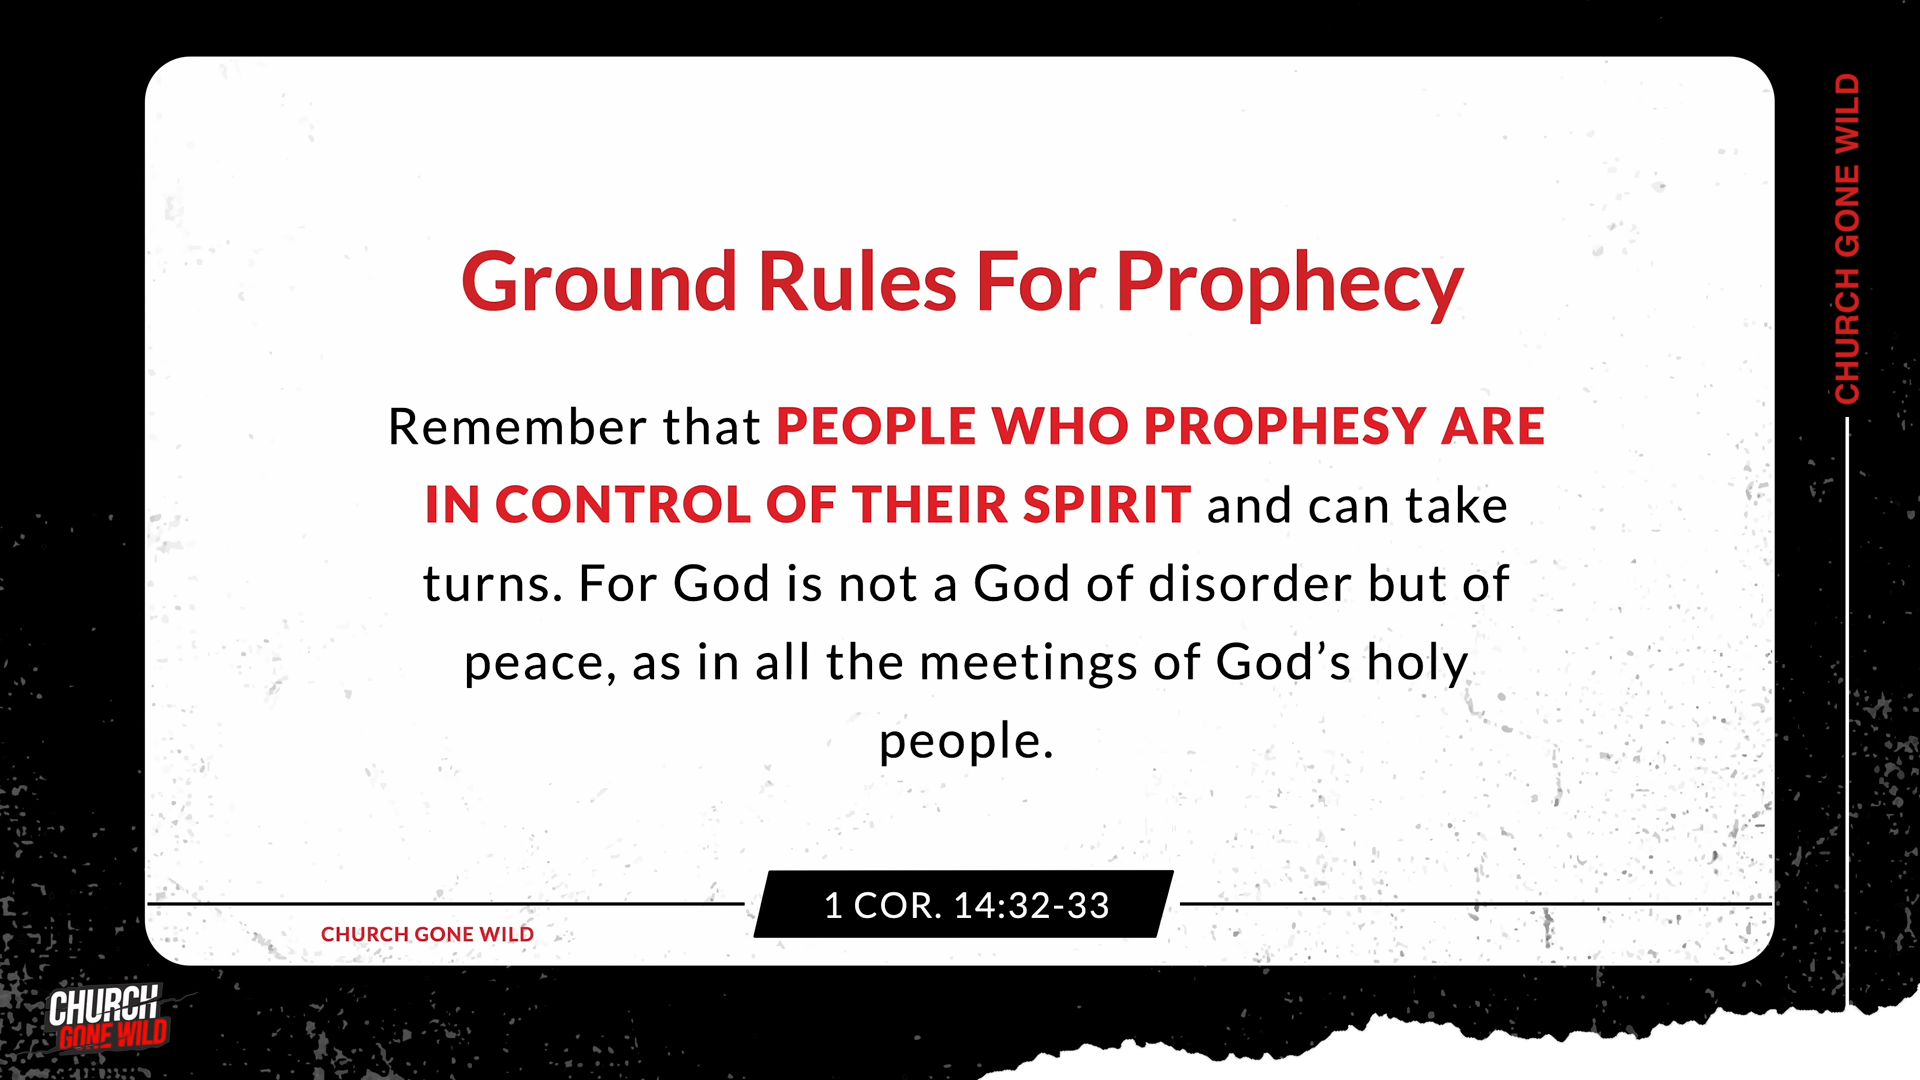 Ground Rules For Prophecy
Remember that PEOPLE WHO PROPHESY ARE
IN CONTROL OF THEIR SPIRIT and can take
turns. For God is not a God of disorder but of
peace, as in all the meetings of God’s holy
people.
1 COR. 14:32-33
CHURCH GONE WILD
CHURCH
GONE WILD
CHURCH GONE WILD